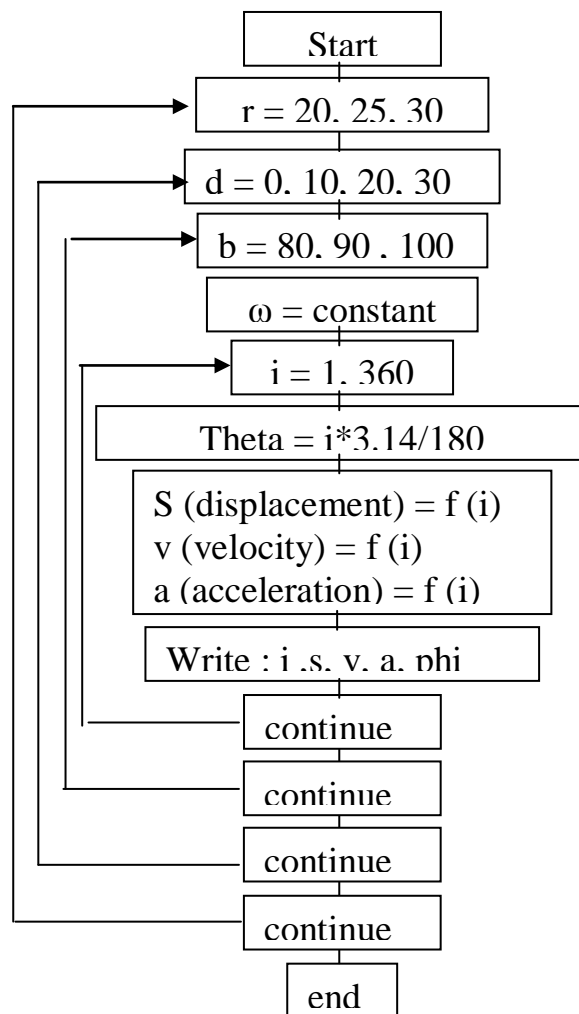 Start
r = 20, 25, 30
d = 0, 10, 20, 30
b = 80, 90 , 100
ω = constant
i = 1, 360
Theta = i*3.14/180
S (displacement) = f (i)
v (velocity) = f (i)
a (acceleration) = f (i)
Write : i ,s, v, a, phi
continue
continue
continue
continue
end